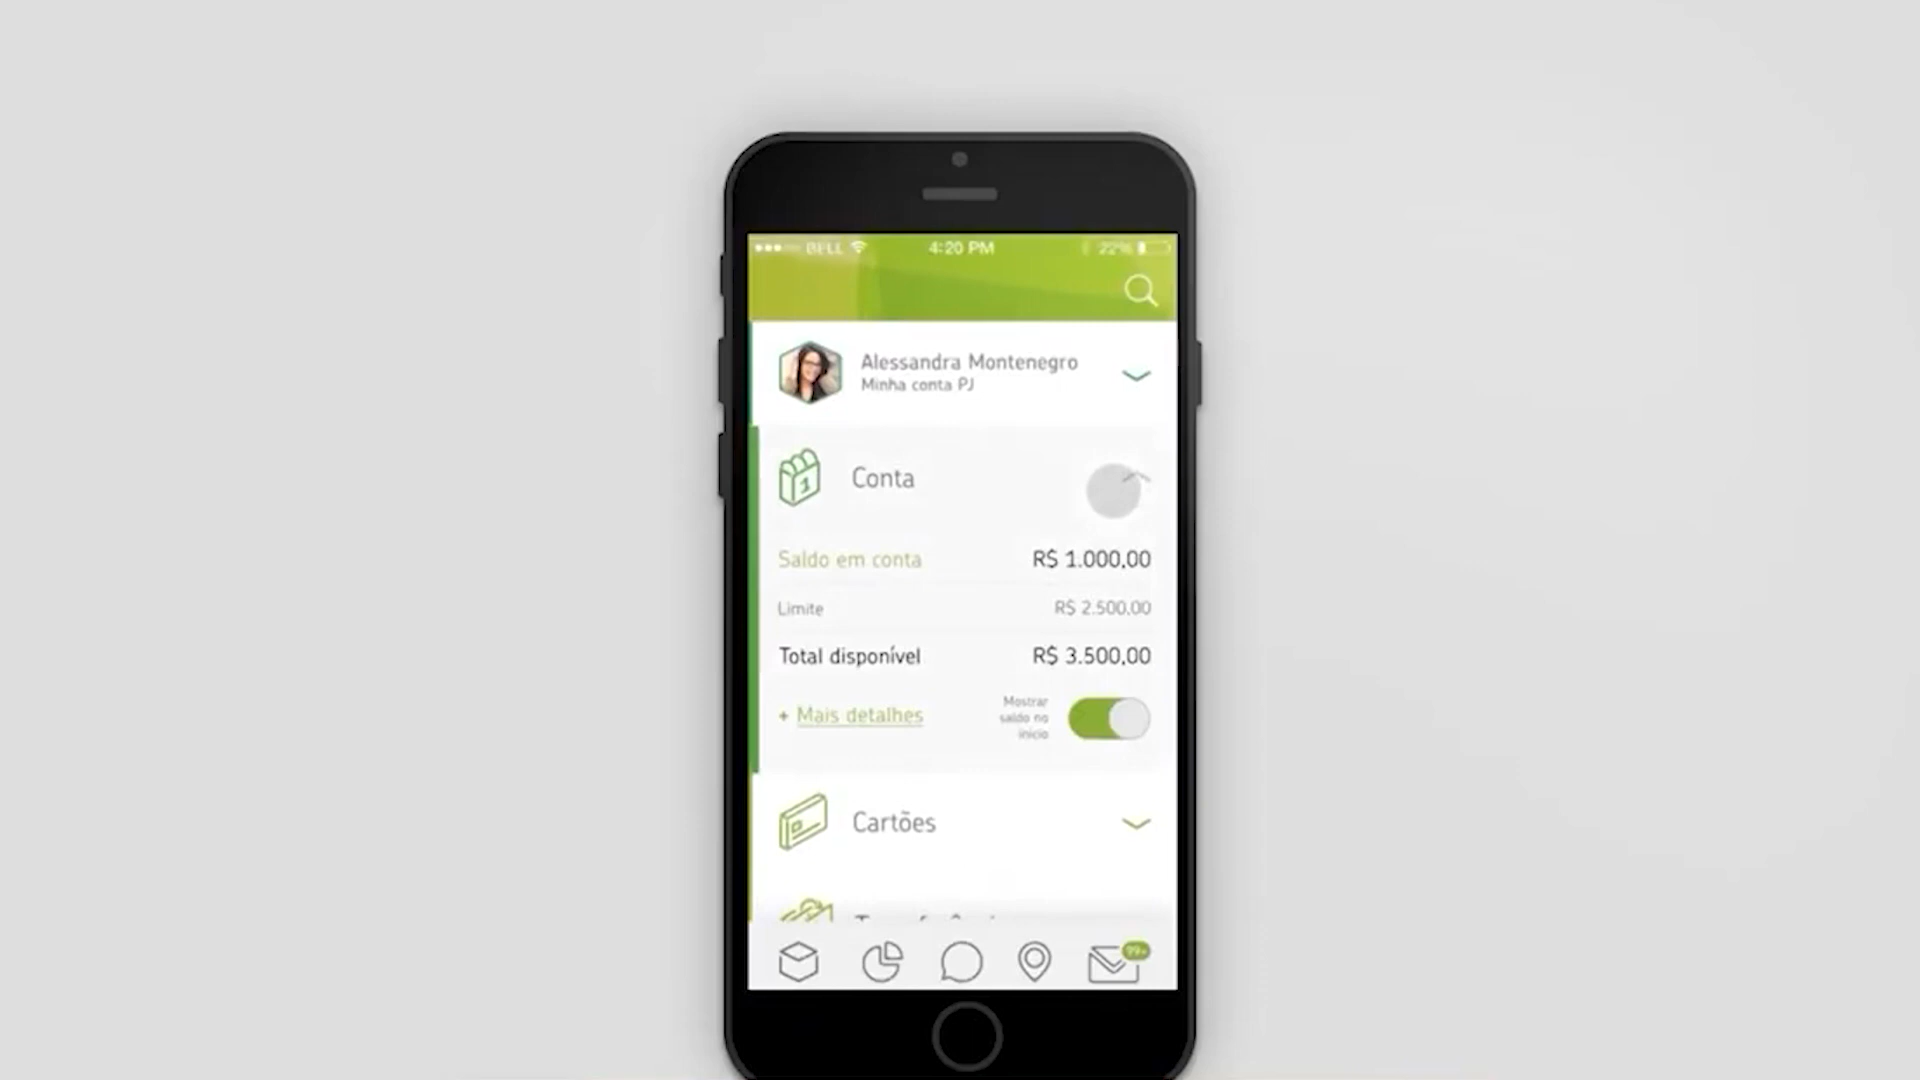 BELL 4:20 PM 22%
Alessandra Montenegro
Minha conta PJ
1
Conta
Saldo em conta R$ 1.000,00
Limite R$ 2.500,00
Total disponível R$ 3.500,00
+ Mais detalhes
Mostrar
saldo no
início
Cartões
99+